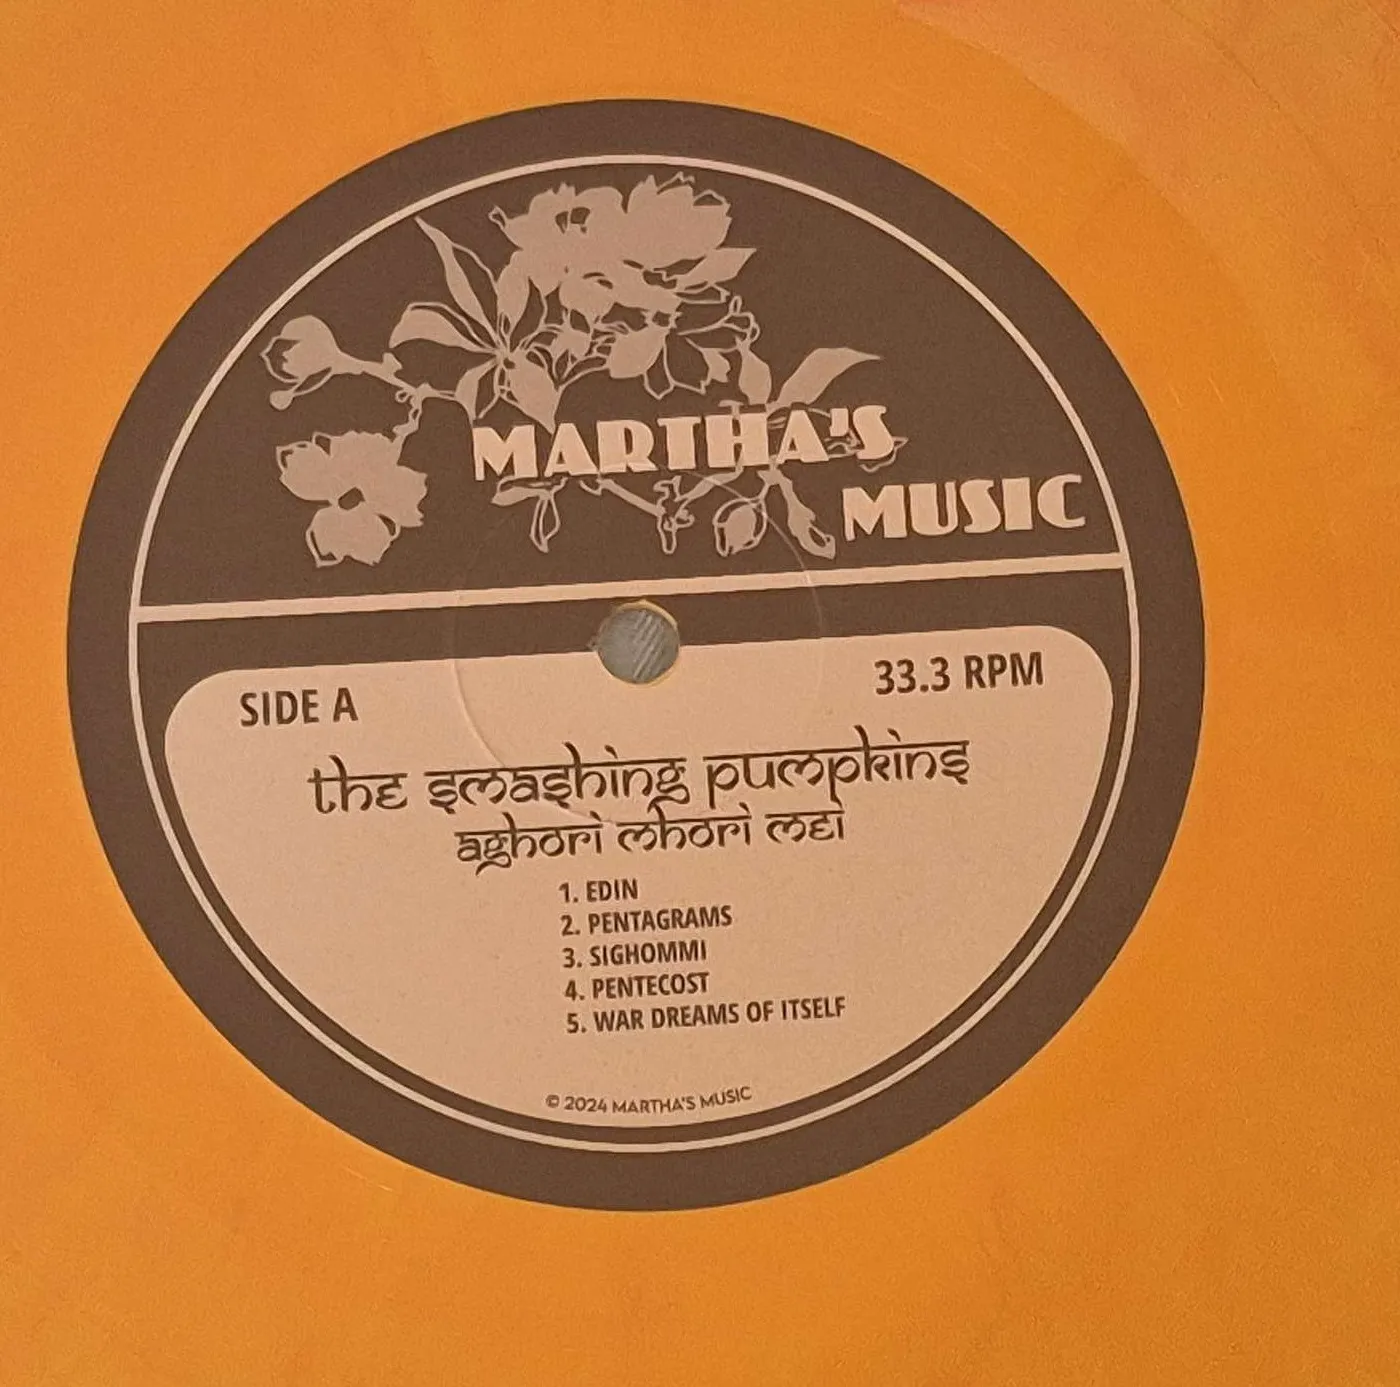 MARTHA'S
MUSIC
SIDE A
33.3 RPM
the smashing pumpkins
aghori mhori mei
1. EDIN
2. PENTAGRAMS
3. SIGHOMMI
4. PENTECOST
5. WAR DREAMS OF ITSELF
© 2024 MARTHA'S MUSIC